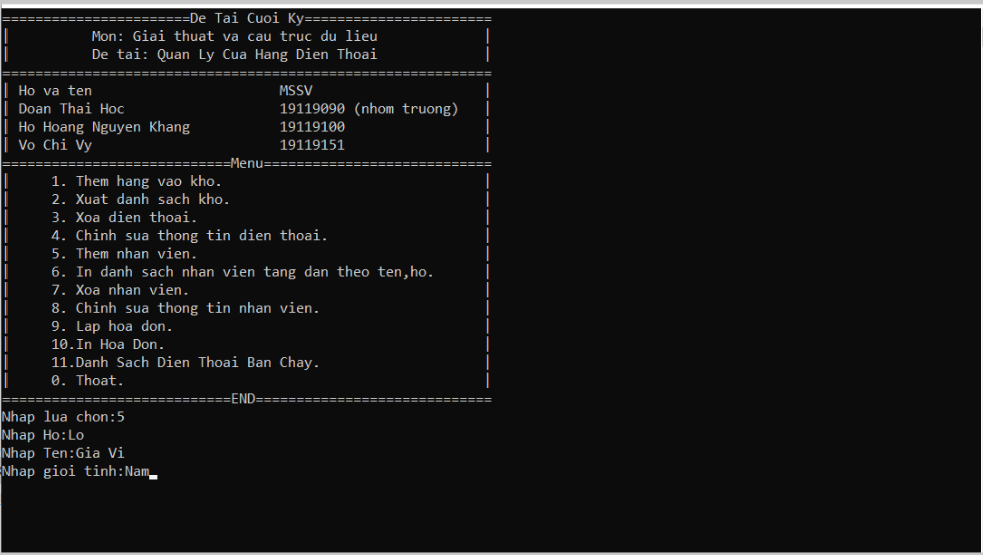 =======================De Tai Cuoi Ky=======================
| Mon: Giai thuat va cau truc du lieu |
| De tai: Quan Ly Cua Hang Dien Thoai |
============================================================
| Ho va ten MSSV |
| Doan Thai Hoc 19119090 (nhom truong) |
| Ho Hoang Nguyen Khang 19119100 |
| Vo Chi Vy 19119151 |
============================Menu============================
| 1. Them hang vao kho. |
| 2. Xuat danh sach kho. |
| 3. Xoa dien thoai. |
| 4. Chinh sua thong tin dien thoai. |
| 5. Them nhan vien. |
| 6. In danh sach nhan vien tang dan theo ten,ho. |
| 7. Xoa nhan vien. |
| 8. Chinh sua thong tin nhan vien. |
| 9. Lap hoa don. |
| 10.In Hoa Don. |
| 11.Danh Sach Dien Thoai Ban Chay. |
| 0. Thoat. |
============================END=============================
Nhap lua chon:5
Nhap Ho:Lo
Nhap Ten:Gia Vi
Nhap gioi tinh:Nam